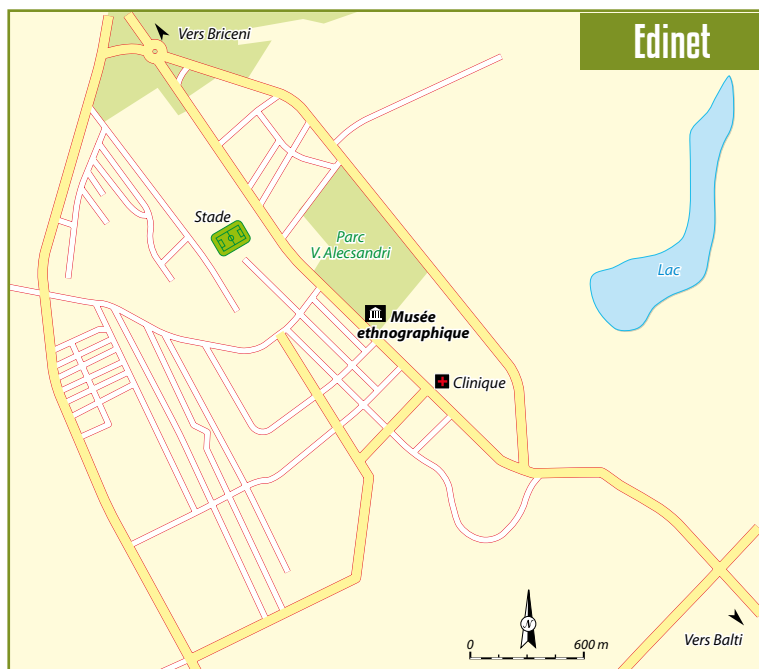 Edinet
Vers Briceni
Stade
Parc
V. Alecsandri
Lac
Musée
ethnographique
Clinique
N
0 600 m
Vers Balti